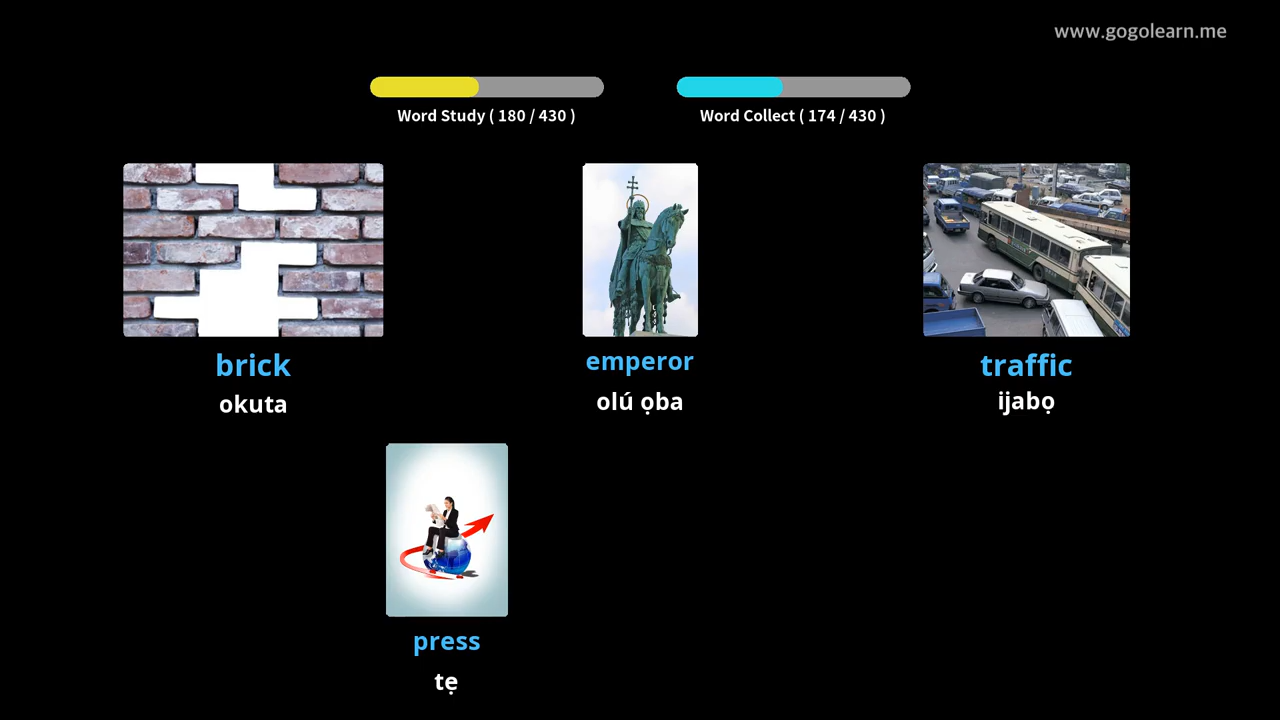 www.gogolearn.me
Word Study ( 180 / 430 )
Word Collect ( 174 / 430 )
brick
okuta
emperor
olú ọba
traffic
ijabọ
press
tẹ